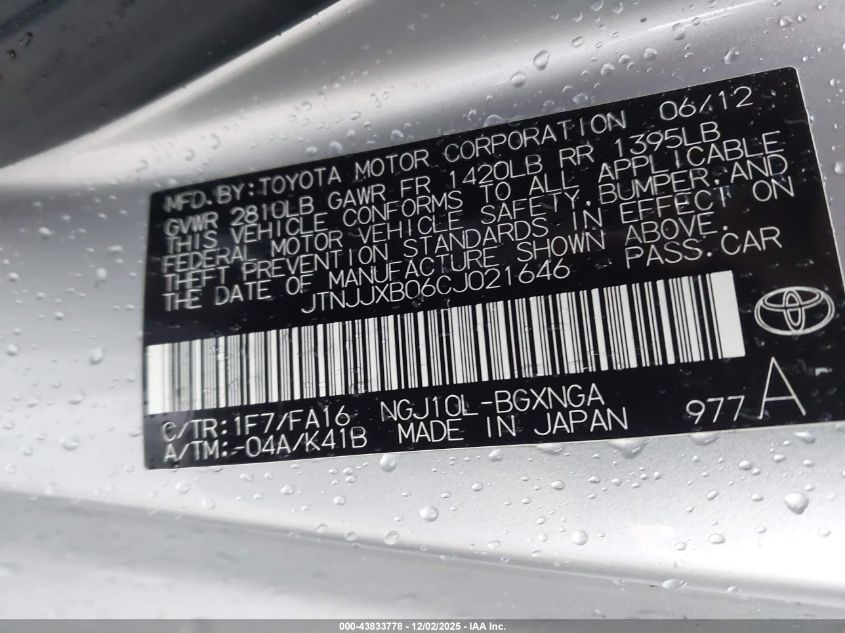 MFD. BY: TOYOTA MOTOR CORPORATION 06/12
GVWR 2810LB GAWR FR 1420LB RR 1395LB
THIS VEHICLE CONFORMS TO ALL APPLICABLE
FEDERAL MOTOR VEHICLE SAFETY, BUMPER, AND
THEFT PREVENTION STANDARDS IN EFFECT ON
THE DATE OF MANUFACTURE SHOWN ABOVE.
JTNJJXB06CJ021646 PASS. CAR
C/TR: 1F7/FA16 NGJ10L-BGXNGA
A/TM: -04A/K41B MADE IN JAPAN 977 A
000-43833778 - 12/02/2025 - IAA Inc.